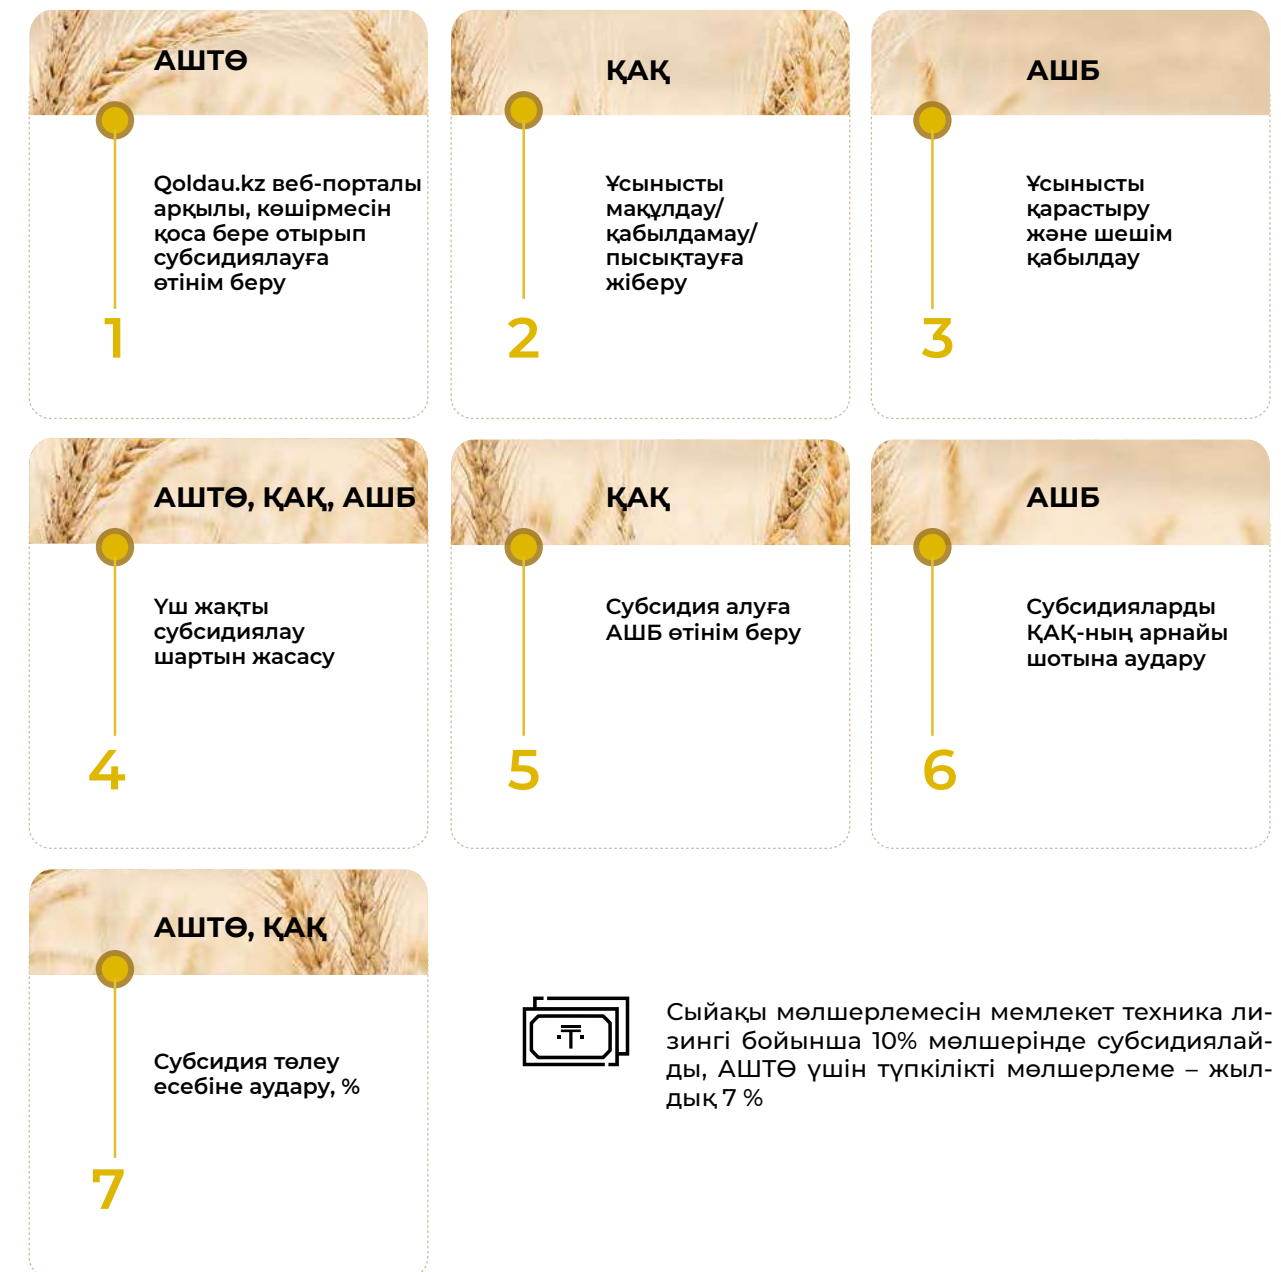 АШТӨ
Qoldau.kz веб-порталы
арқылы, көшірмесін
қоса бере отырып
субсидиялауға
өтінім беру
1
ҚАҚ
Ұсынысты
мақұлдау/
қабылдамау/
пысықтауға
жіберу
2
АШБ
Ұсынысты
қарастыру
және шешім
қабылдау
3
АШТӨ, ҚАҚ, АШБ
Үш жақты
субсидиялау
шартын жасасу
4
ҚАҚ
Субсидия алуға
АШБ өтінім беру
5
АШБ
Субсидияларды
ҚАҚ-ның арнайы
шотына аудару
6
АШТӨ, ҚАҚ
Субсидия төлеу
есебіне аудару, %
7
Сыйақы мөлшерлемесін мемлекет техника ли-
зингі бойынша 10% мөлшерінде субсидиялай-
ды, АШТӨ үшін түпкілікті мөлшерлеме – жыл-
дық 7 %